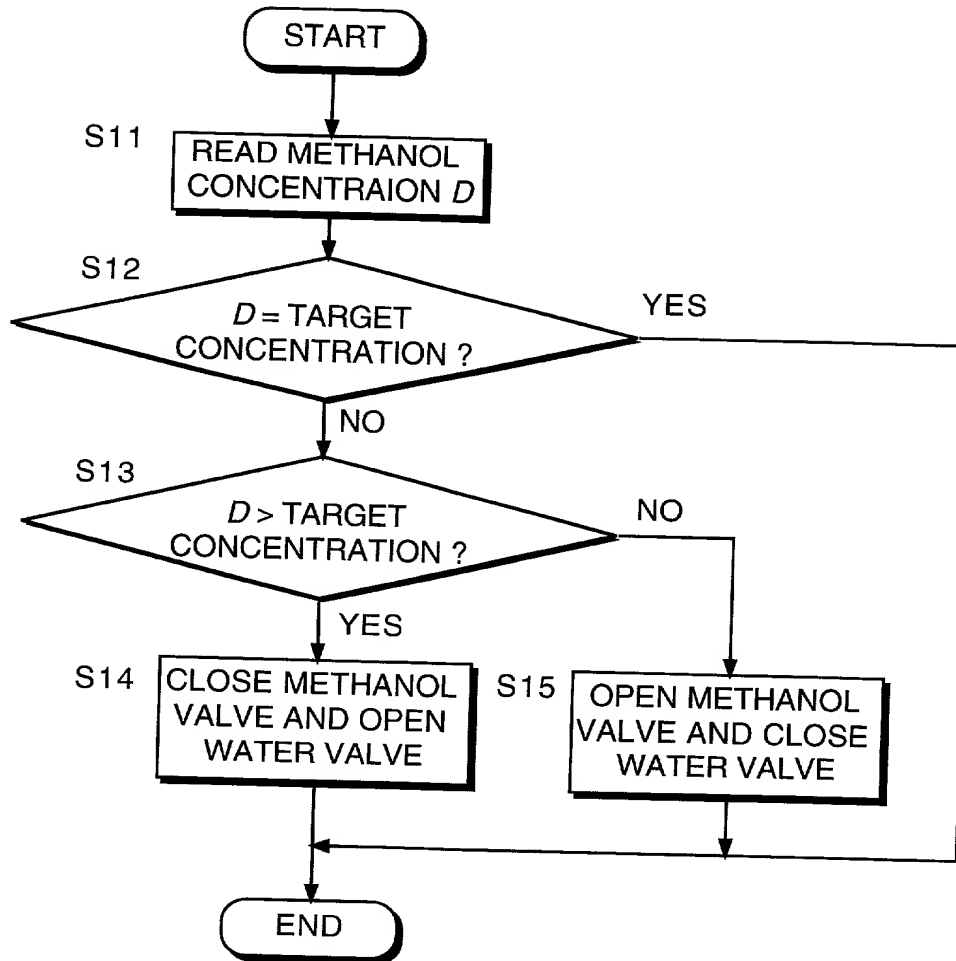 START
S11
READ METHANOL
CONCENTRAION D
S12
D = TARGET
CONCENTRATION ?
YES
NO
S13
D > TARGET
CONCENTRATION ?
NO
YES
S14
CLOSE METHANOL
VALVE AND OPEN
WATER VALVE
S15
OPEN METHANOL
VALVE AND CLOSE
WATER VALVE
END